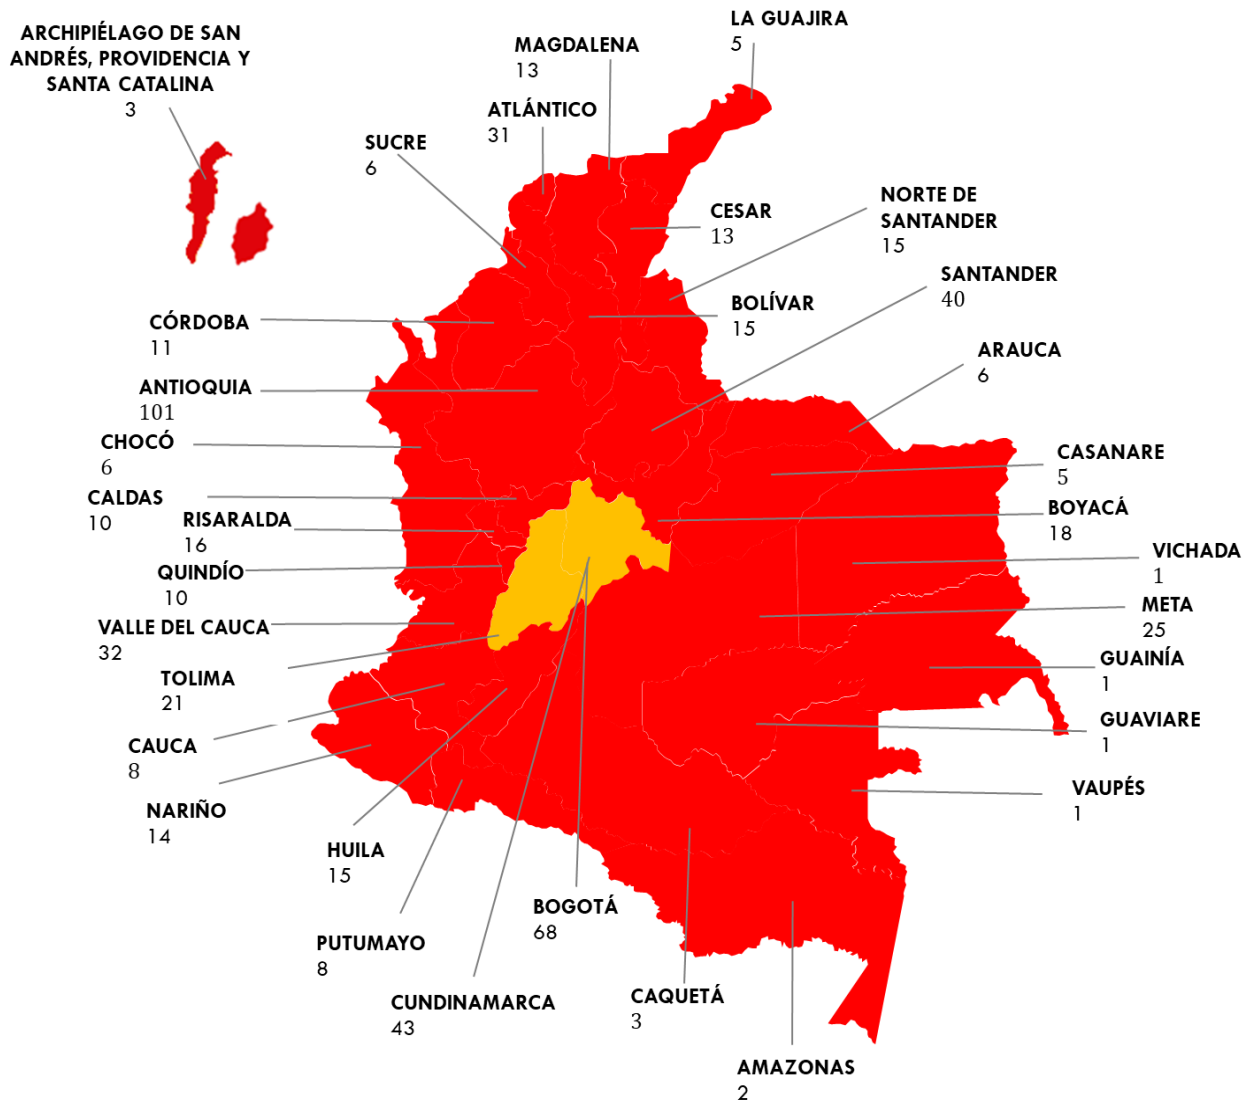 LA GUAJIRA
5
ARCHIPIÉLAGO DE SAN
ANDRÉS, PROVIDENCIA Y
SANTA CATALINA
3
MAGDALENA
13
ATLÁNTICO
31
SUCRE
6
NORTE DE
SANTANDER
15
CESAR
13
SANTANDER
40
BOLÍVAR
15
CÓRDOBA
11
ARAUCA
6
ANTIOQUIA
101
CHOCÓ
6
CASANARE
5
CALDAS
10
BOYACÁ
18
RISARALDA
16
VICHADA
1
QUINDÍO
10
META
25
VALLE DEL CAUCA
32
GUAINÍA
1
TOLIMA
21
GUAVIARE
1
CAUCA
8
VAUPÉS
1
NARIÑO
14
HUILA
15
BOGOTÁ
68
PUTUMAYO
8
CAQUETÁ
3
CUNDINAMARCA
43
AMAZONAS
2